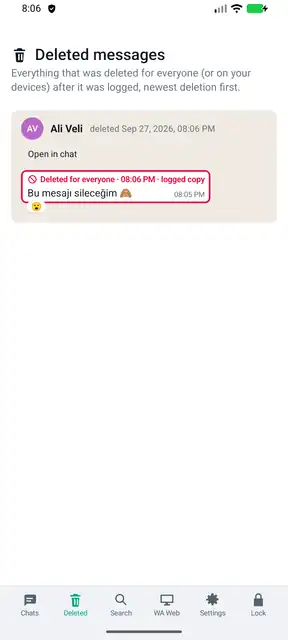 8:06
Deleted messages
Everything that was deleted for everyone (or on your
devices) after it was logged, newest deletion first.
AV
Ali Veli deleted Sep 27, 2026, 08:06 PM
Open in chat
Deleted for everyone · 08:06 PM · logged copy
Bu mesajı sileceğim 🙈 08:05 PM
😮
Chats Deleted Search WA Web Settings Lock